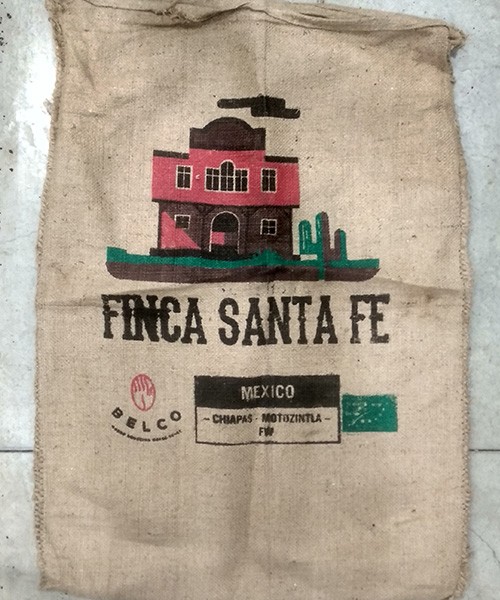 FINCA SANTA FE
BELCO
MEXICO
- CHIAPAS - MOTOZINTLA -
FW